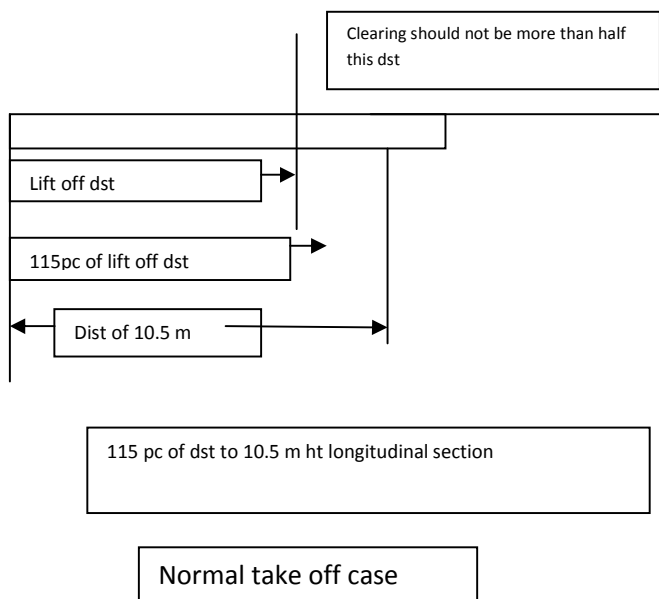 Clearing should not be more than half
this dst
Lift off dst
115pc of lift off dst
Dist of 10.5 m
115 pc of dst to 10.5 m ht longitudinal section
Normal take off case